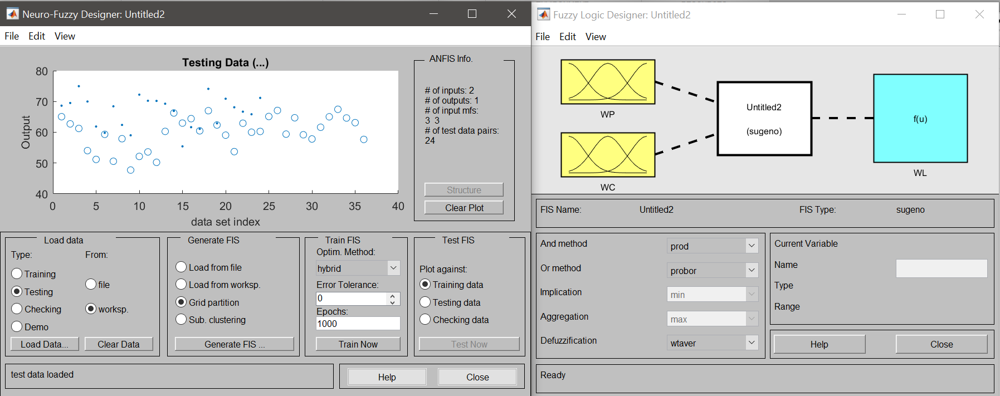 Neuro-Fuzzy Designer: Untitled2
File Edit View
Testing Data (...)
80
70
60
50
40
Output
0 5 10 15 20 25 30 35 40
data set index
ANFIS Info.
# of inputs: 2
# of outputs: 1
# of input mfs:
3 3
# of test data pairs:
24
Structure
Clear Plot
Load data
Type: From:
Training
Testing
Checking
Demo
file
worksp.
Load Data... Clear Data
Generate FIS
Load from file
Load from worksp.
Grid partition
Sub. clustering
Generate FIS ...
Train FIS
Optim. Method:
hybrid
Error Tolerance:
0
Epochs:
1000
Train Now
Test FIS
Plot against:
Training data
Testing data
Checking data
Test Now
test data loaded
Help Close
Fuzzy Logic Designer: Untitled2
File Edit View
WP
WC
Untitled2
(sugeno)
f(u)
WL
FIS Name: Untitled2 FIS Type: sugeno
And method prod
Or method probor
Implication min
Aggregation max
Defuzzification wtaver
Current Variable
Name
Type
Range
Help Close
Ready